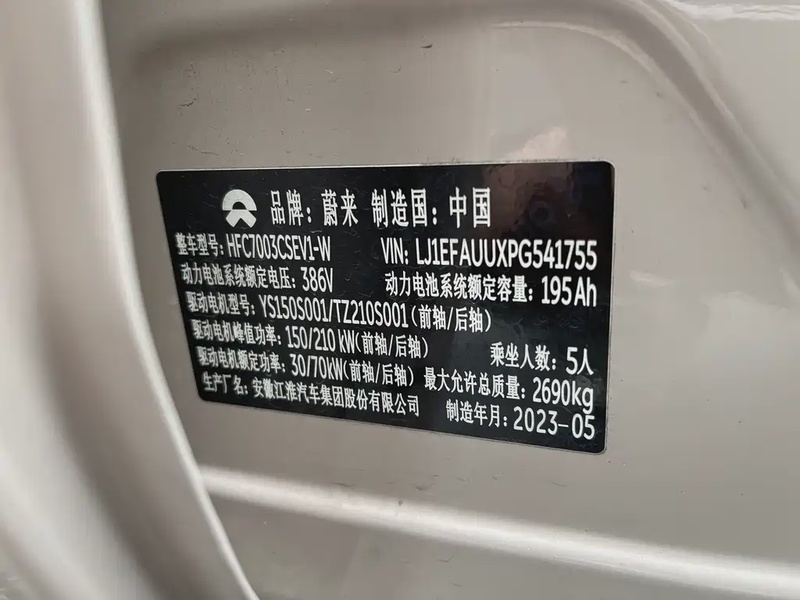 品牌：蔚来 制造国：中国
整车型号：HFC7003CSEV1-W VIN：LJ1EFAUUXPG541755
动力电池系统额定电压：386V 动力电池系统额定容量：195Ah
驱动电机型号：YS150S001/TZ210S001（前轴/后轴）
驱动电机峰值功率：150/210 kW（前轴/后轴） 乘坐人数：5人
驱动电机额定功率：30/70kW（前轴/后轴） 最大允许总质量：2690kg
生产厂名：安徽江淮汽车集团股份有限公司 制造年月：2023-05